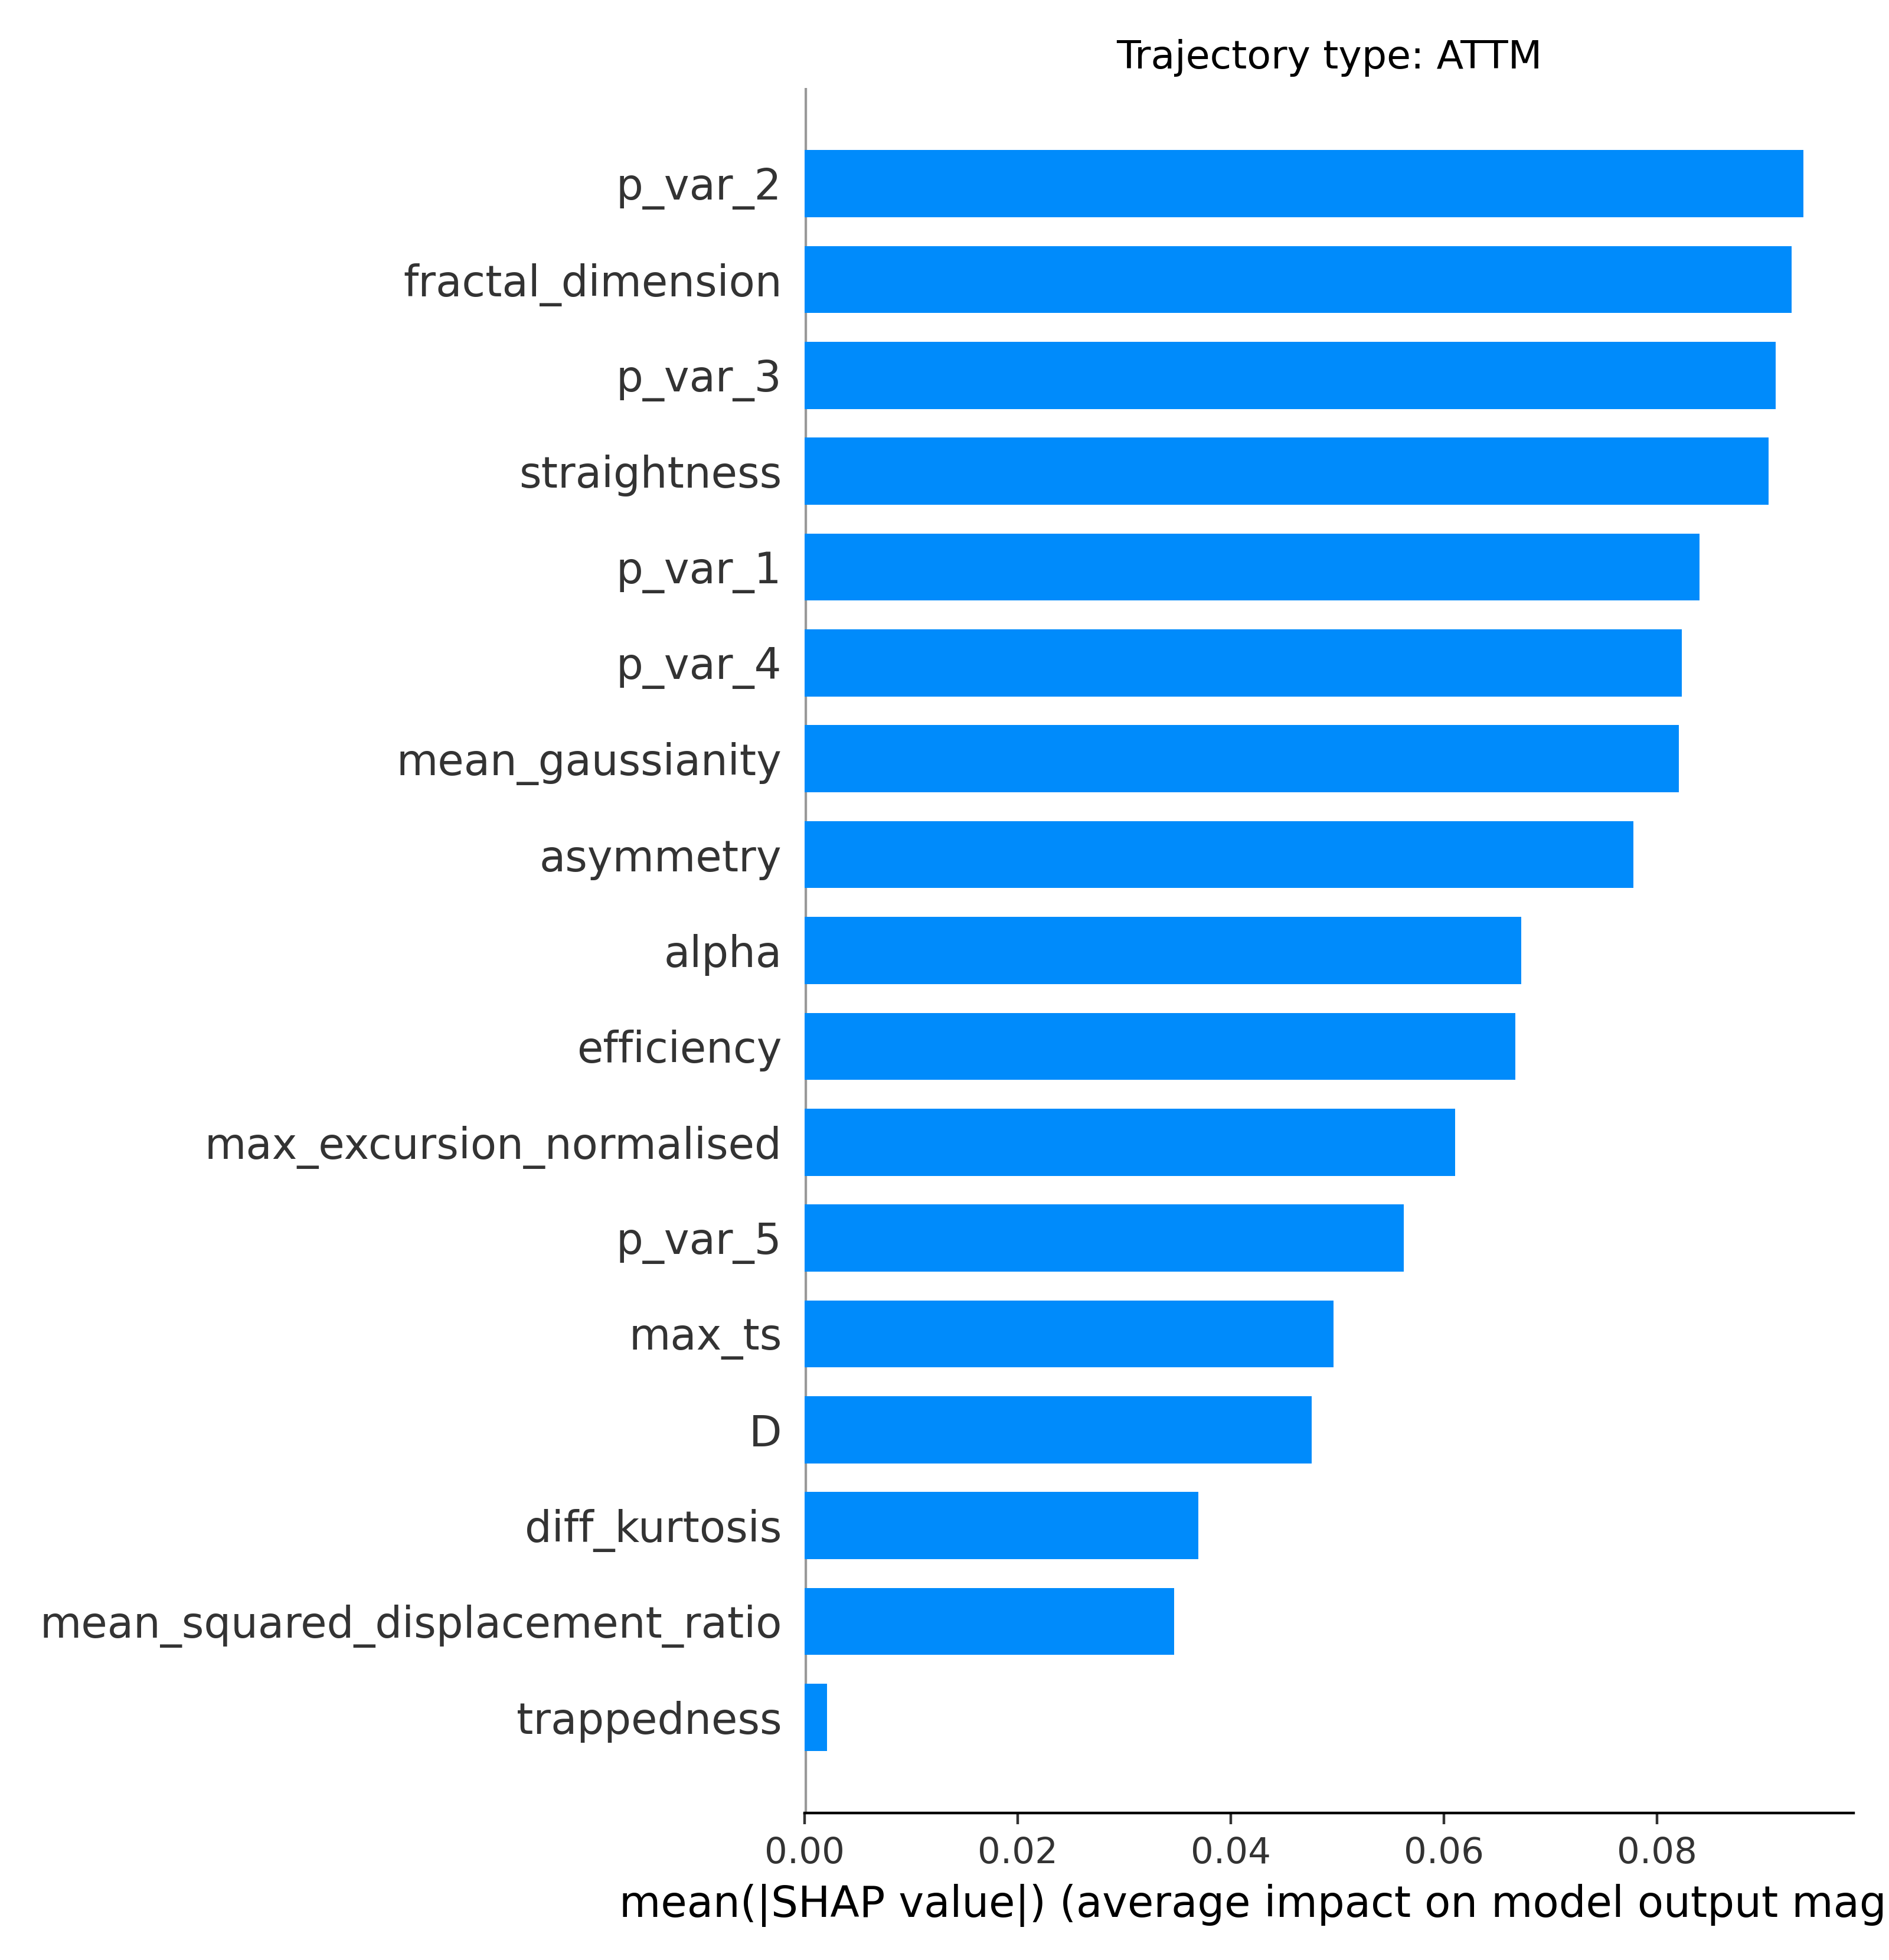 Trajectory type: ATTM
p_var_2
fractal_dimension
p_var_3
straightness
p_var_1
p_var_4
mean_gaussianity
asymmetry
alpha
efficiency
max_excursion_normalised
p_var_5
max_ts
D
diff_kurtosis
mean_squared_displacement_ratio
trappedness
0.00 0.02 0.04 0.06 0.08
mean(|SHAP value|) (average impact on model output mag